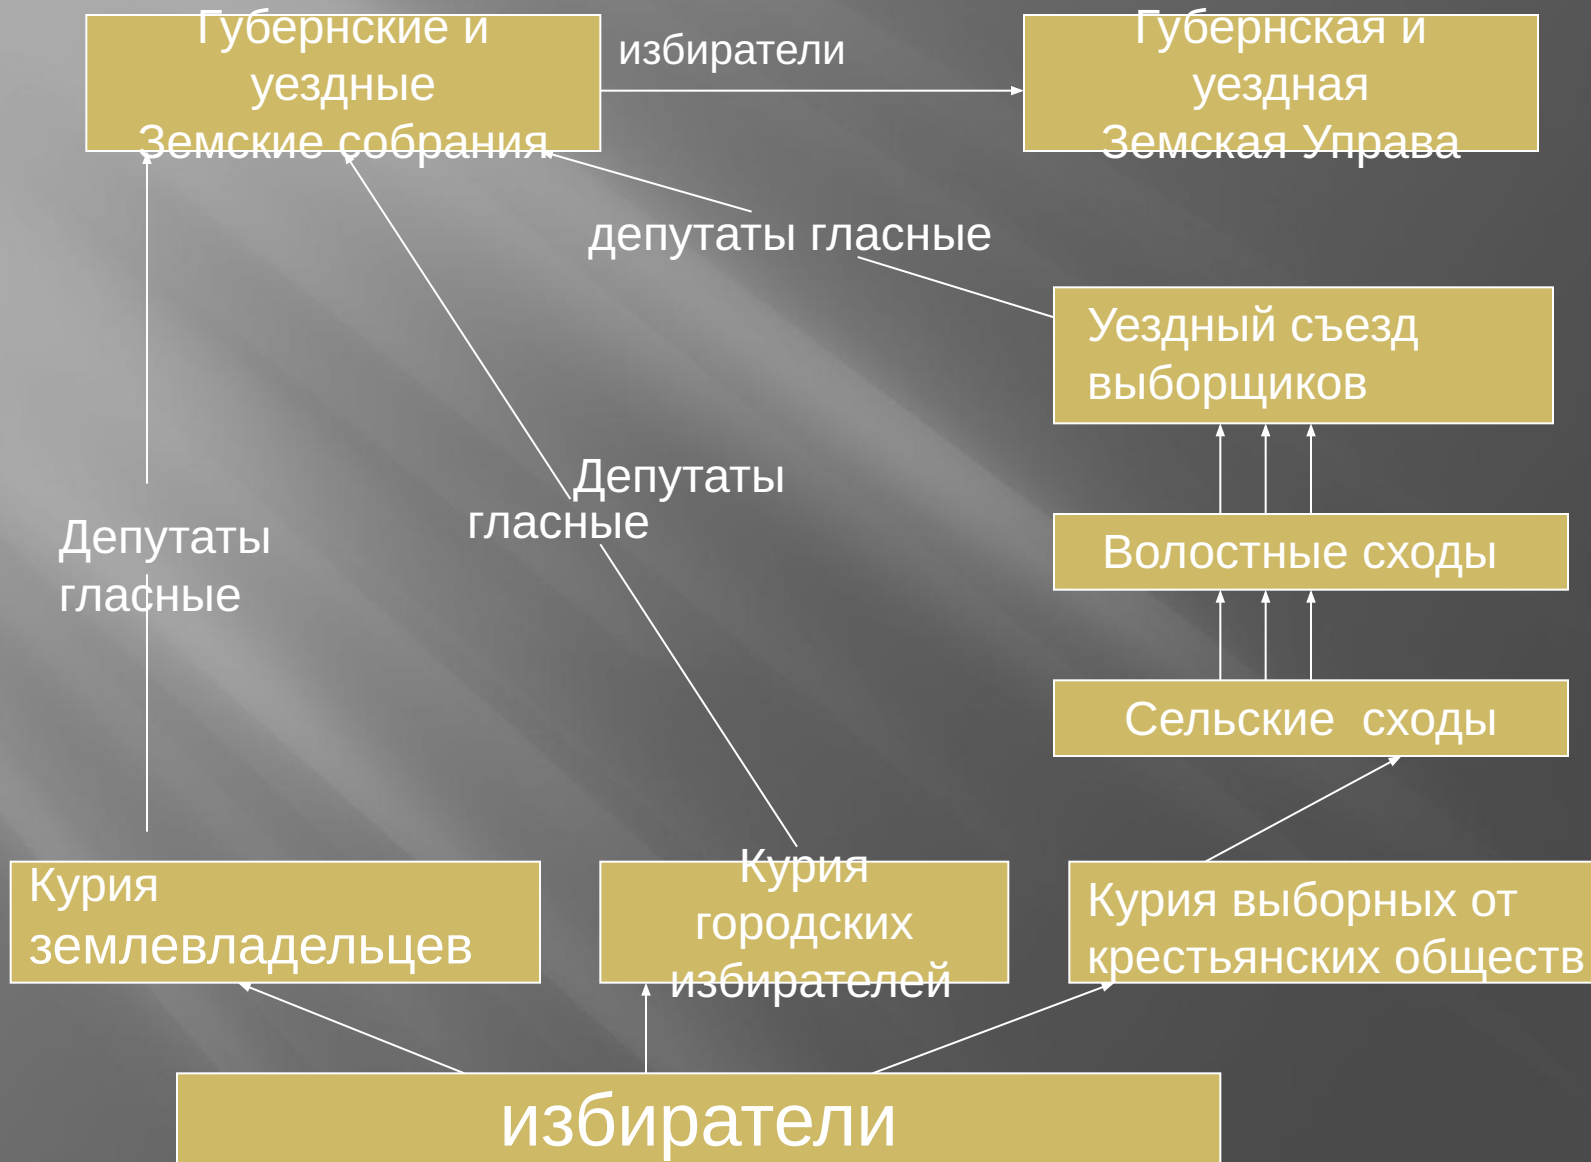 Губернские и
уездные
Земские собрания
избиратели
Губернская и
уездная
Земская Управа
депутаты гласные
Уездный съезд
выборщиков
Депутаты
гласные
Депутаты
гласные
Волостные сходы
Сельские  сходы
Курия
землевладельцев
Курия
городских
избирателей
Курия выборных от
крестьянских обществ
избиратели